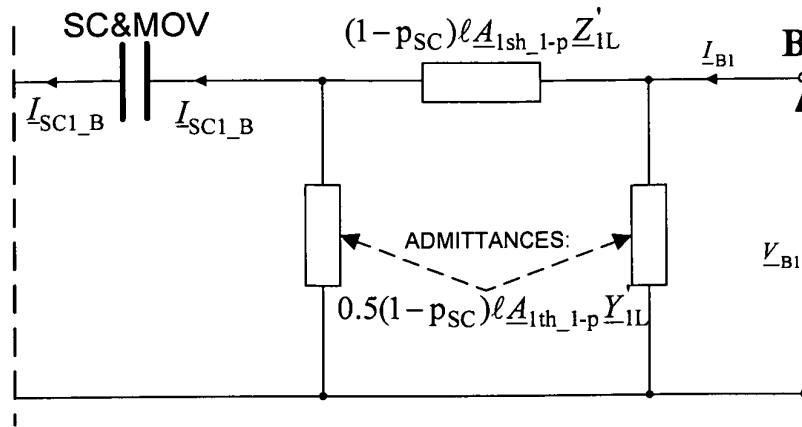 SC&MOV
(1-p_SC)ℓA_1sh_1-p Z'_1L
I_B1
B
I_SC1_B
I_SC1_B
ADMITTANCES:
V_B1
0.5(1-p_SC)ℓA_1th_1-p Y'_1L